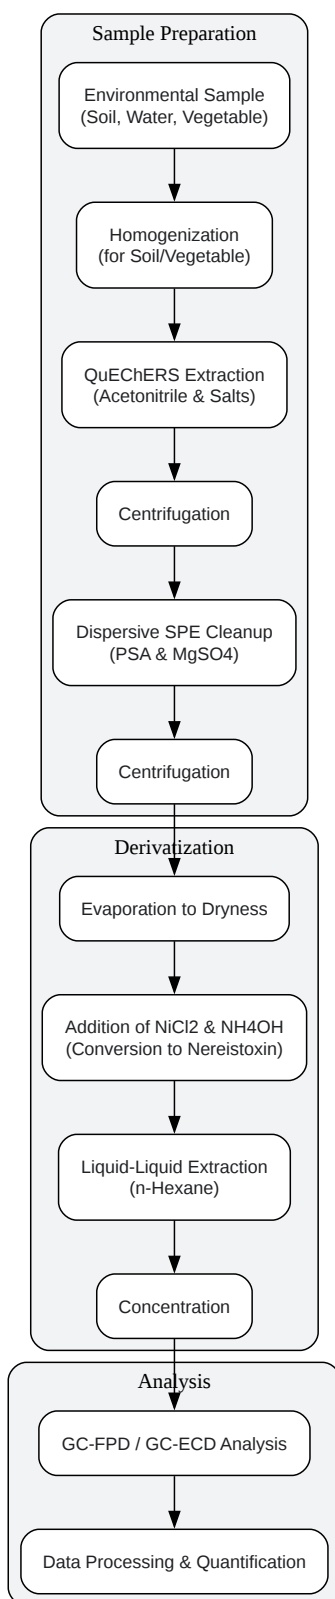 Sample Preparation
Environmental Sample
(Soil, Water, Vegetable)
Homogenization
(for Soil/Vegetable)
QuEChERS Extraction
(Acetonitrile & Salts)
Centrifugation
Dispersive SPE Cleanup
(PSA & MgSO4)
Centrifugation
Derivatization
Evaporation to Dryness
Addition of NiCl2 & NH4OH
(Conversion to Nereistoxin)
Liquid-Liquid Extraction
(n-Hexane)
Concentration
Analysis
GC-FPD / GC-ECD Analysis
Data Processing & Quantification